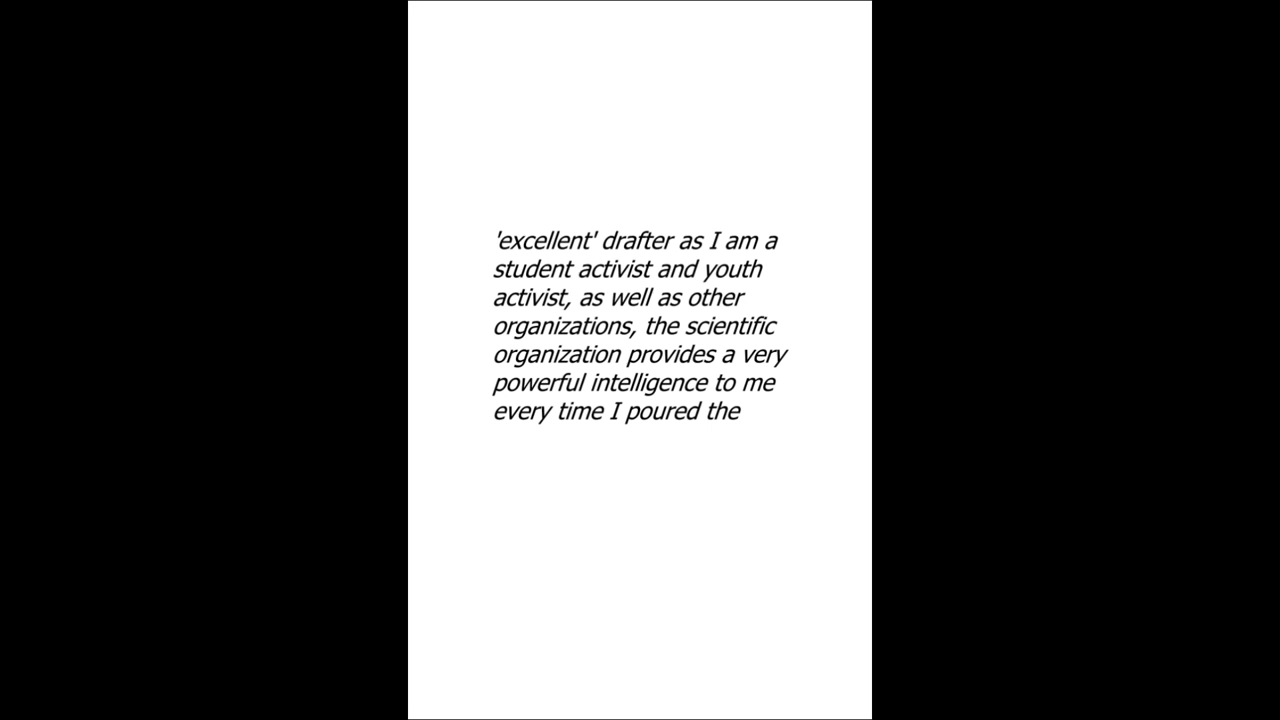 'excellent' drafter as I am a
student activist and youth
activist, as well as other
organizations, the scientific
organization provides a very
powerful intelligence to me
every time I poured the